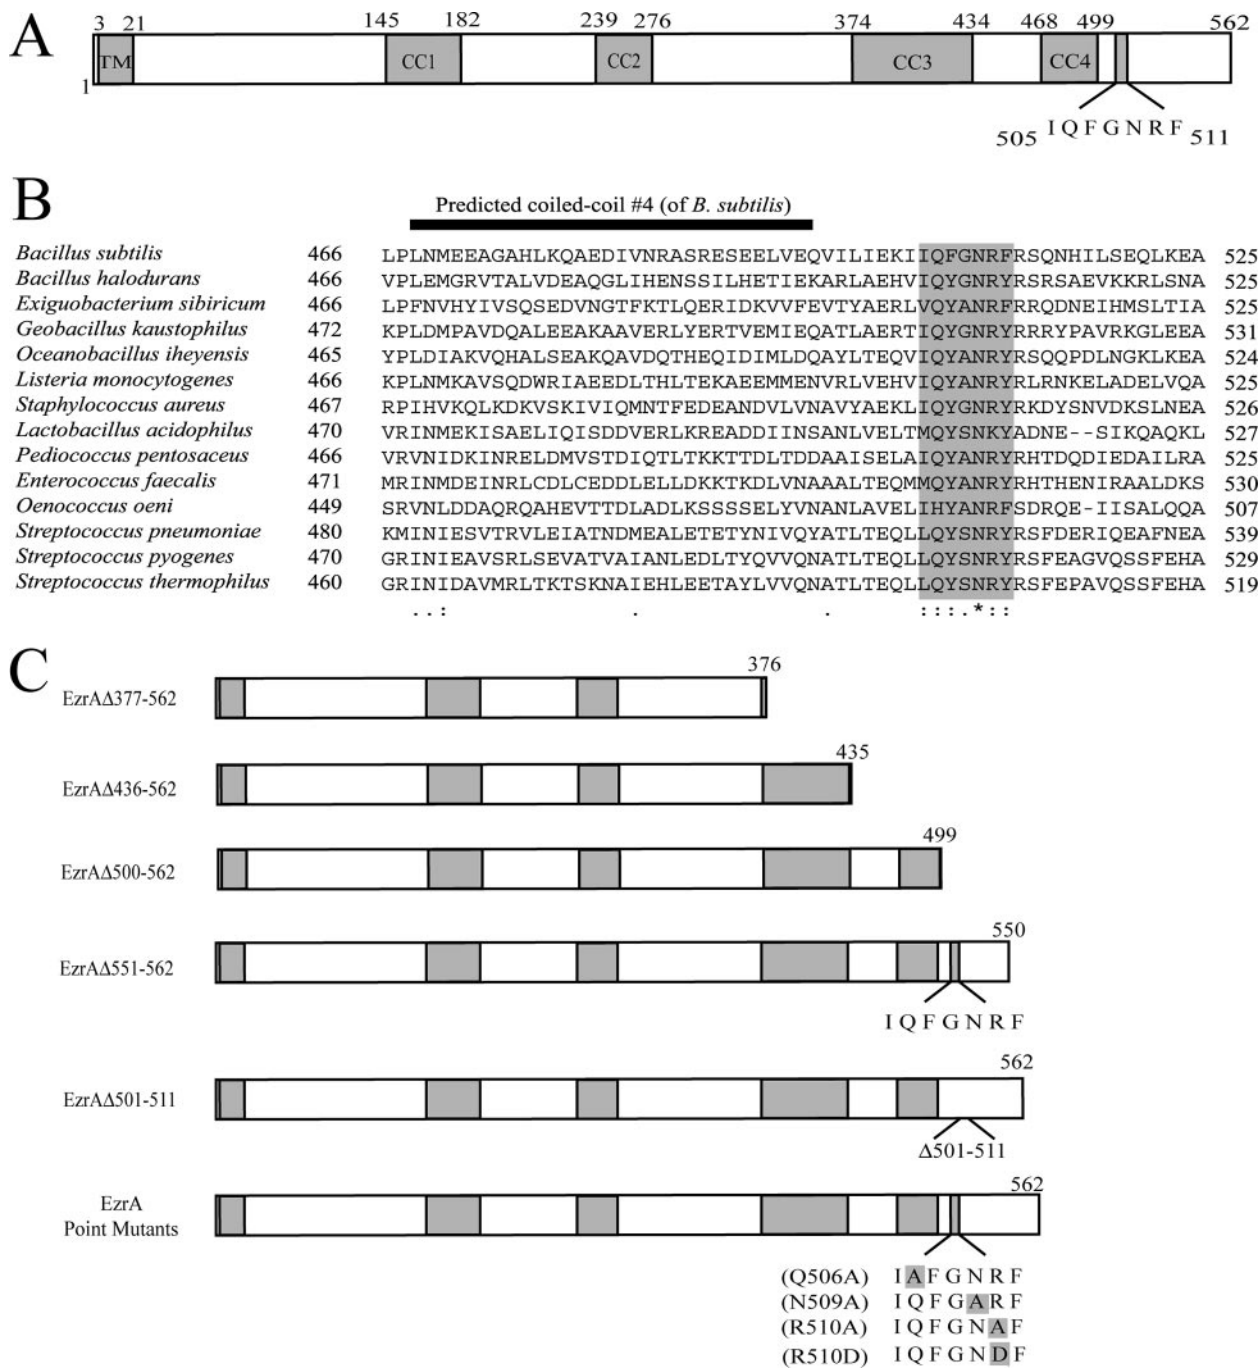 A
3 21 145 182 239 276 374 434 468 499 562
TM CC1 CC2 CC3 CC4
1
505 I Q F G N R F 511
B
Predicted coiled-coil #4 (of B. subtilis)
Bacillus subtilis 466 LPLNMEEAGAHLKQAEDIVNRASRESEELVEQVILIEKIIQFGNRFRSQNHILSEQLKEA 525
Bacillus halodurans 466 VPLEMGRVTALVDEAQGLIHENSSILHETIEKARLAEHVIQYGNRYRSRSAEVKKRLSNA 525
Exiguobacterium sibiricum 466 LPFNVHYIVSQSEDVNGTFKTLQERIDKVVFEVTYAERLVQYANRFRRQDNEIHMSLTIA 525
Geobacillus kaustophilus 472 KPLDMPAVDQALEEAKAAVERLYERTVEMIEQATLAERTIQYGNRYRRRYPAVRKGLEEA 531
Oceanobacillus iheyensis 465 YPLDIAKVQHALSEAKQAVDQTHEQIDIMLDQAYLTEQVIQYANRYRSQQPDLNGKLKEA 524
Listeria monocytogenes 466 KPLNMKAVSQDWRIAEEDLTHLTEKAEEMMENVRLVEHVIQYANRYRLRNKELADELVQA 525
Staphylococcus aureus 467 RPIHVKQLKDKVSKIVIQMNTFEDEANDVLVNAVYAEKLIQYGNRYRKDYSNVDKSLNEA 526
Lactobacillus acidophilus 470 VRINMEKISAELIQISDDVERLKREADDIINSANLVELTMQYSNKYADNE--SIKQAQKL 527
Pediococcus pentosaceus 466 VRVNIDKINRELDMVSTDIQTLTKKTTDLTDDAAISELAIQYANRYRHTDQDIEDAILRA 525
Enterococcus faecalis 471 MRINMDEINRLCDLCEDDLELLDKKTKDLVNAAALTEQMMQYANRYRHTHENIRAALDKS 530
Oenococcus oeni 449 SRVNLDDAQRQAHEVTTDLADLKSSSSELYVNANLAVELIHYANRFSDRQE-IISALQQA 507
Streptococcus pneumoniae 480 KMINIESVTRVLEIATNDMEALETETYNIVQYATLTEQLLQYSNRYRSFDERIQEAFNEA 539
Streptococcus pyogenes 470 GRINIEAVSRLSEVATVAIANLEDLTYQVVQNATLTEQLLQYSNRYRSFEAGVQSSFEHA 529
Streptococcus thermophilus 460 GRINIDAVMRLTKTSKNAIEHLEETAYLVVQNATLTEQLLQYSNRYRSFEPAVQSSFEHA 519
..: . . ::::.*::
C
376
EzrAΔ377-562
435
EzrAΔ436-562
499
EzrAΔ500-562
550
EzrAΔ551-562
I Q F G N R F
562
EzrAΔ501-511
Δ501-511
562
EzrA
Point Mutants
(Q506A) I A F G N R F
(N509A) I Q F G A R F
(R510A) I Q F G N A F
(R510D) I Q F G N D F